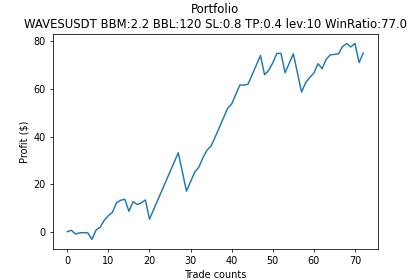 Portfolio
WAVESUSDT BBM:2.2 BBL:120 SL:0.8 TP:0.4 lev:10 WinRatio:77.0
80
60
40
20
0
Profit ($)
0 10 20 30 40 50 60 70
Trade counts